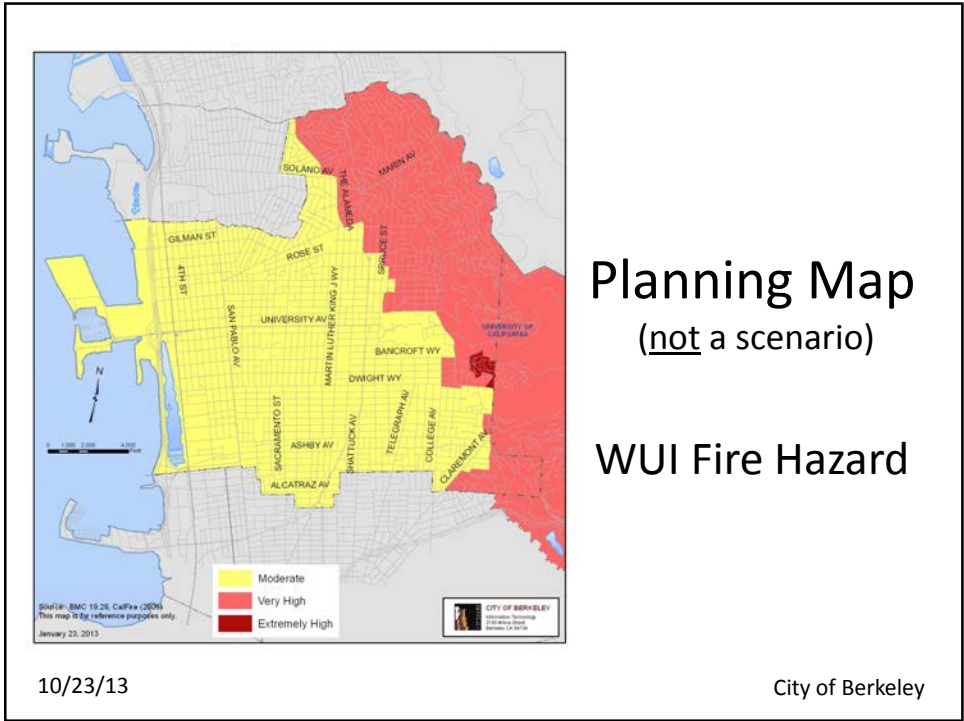 SOLANO AV
MARIN AV
THE ALAMEDA
GILMAN ST
ROSE ST
SPRUCE ST
4TH ST
SAN PABLO AV
UNIVERSITY AV
MARTIN LUTHER KING J WY
UNIVERSITY OF
CALIFORNIA
BANCROFT WY
DWIGHT WY
N
SACRAMENTO ST
SHATTUCK AV
TELEGRAPH AV
COLLEGE AV
CLAREMONT AV
ASHBY AV
ALCATRAZ AV
0 1,000 2,000 4,000
Feet
Moderate
Very High
Extremely High
Source: BMC 19.28, CalFire (2008)
This map is for reference purposes only.
January 23, 2013
CITY OF BERKELEY
Information Technology
Planning Map
(not a scenario)
WUI Fire Hazard
10/23/13
City of Berkeley